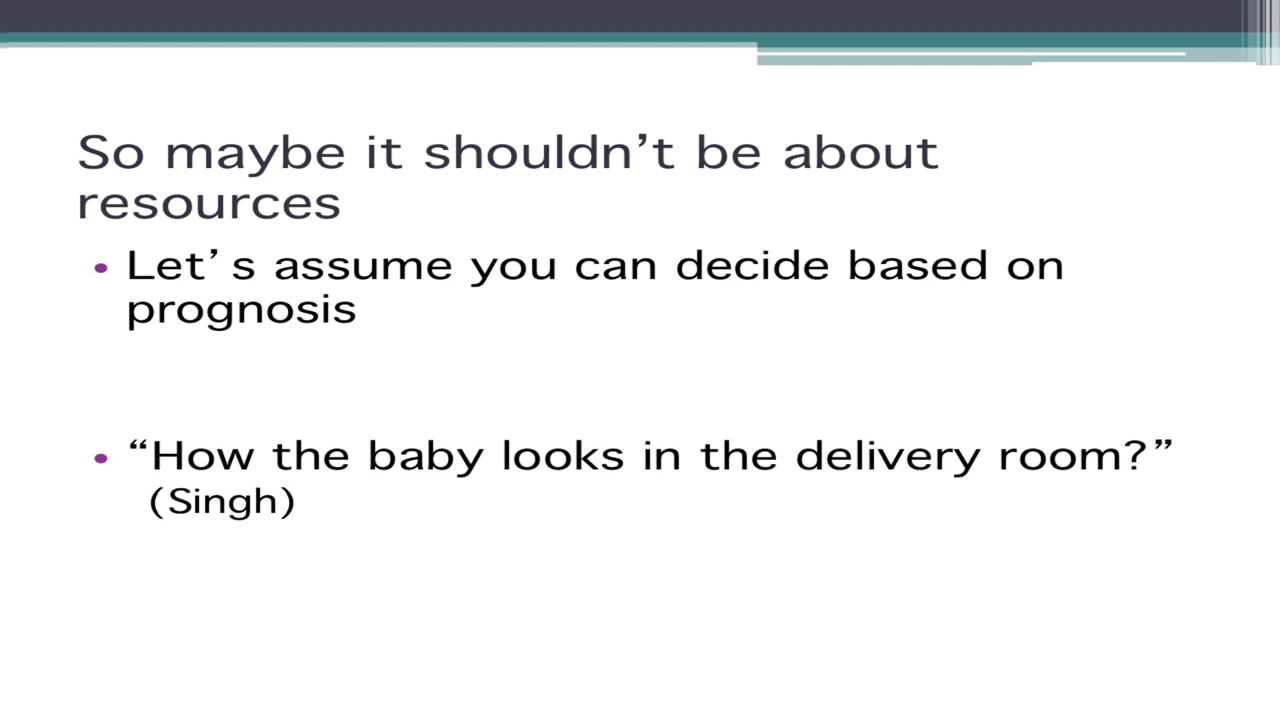 So maybe it shouldn’t be about
resources
• Let’s assume you can decide based on
prognosis
• “How the baby looks in the delivery room?”
(Singh)